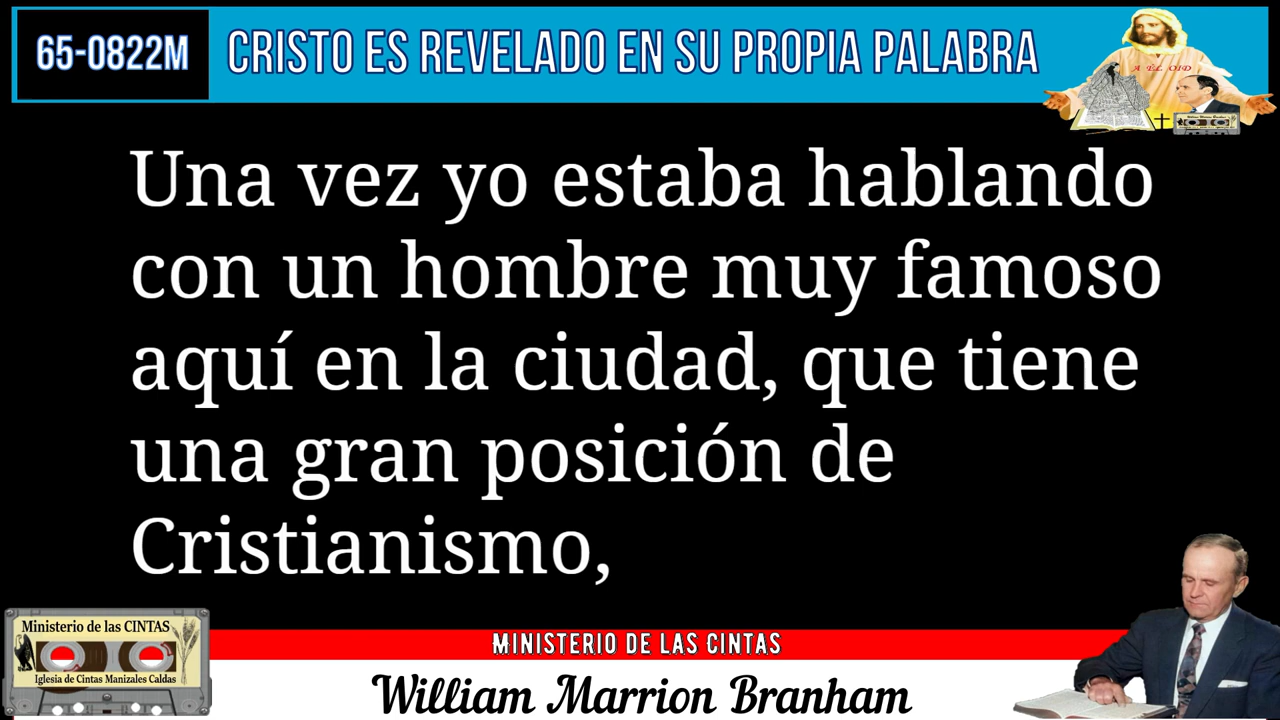 65-0822M
CRISTO ES REVELADO EN SU PROPIA PALABRA
A ÉL OID
Una vez yo estaba hablando
con un hombre muy famoso
aquí en la ciudad, que tiene
una gran posición de
Cristianismo,
Ministerio de las CINTAS
Iglesia de Cintas Manizales Caldas
MINISTERIO DE LAS CINTAS
William Marrion Branham